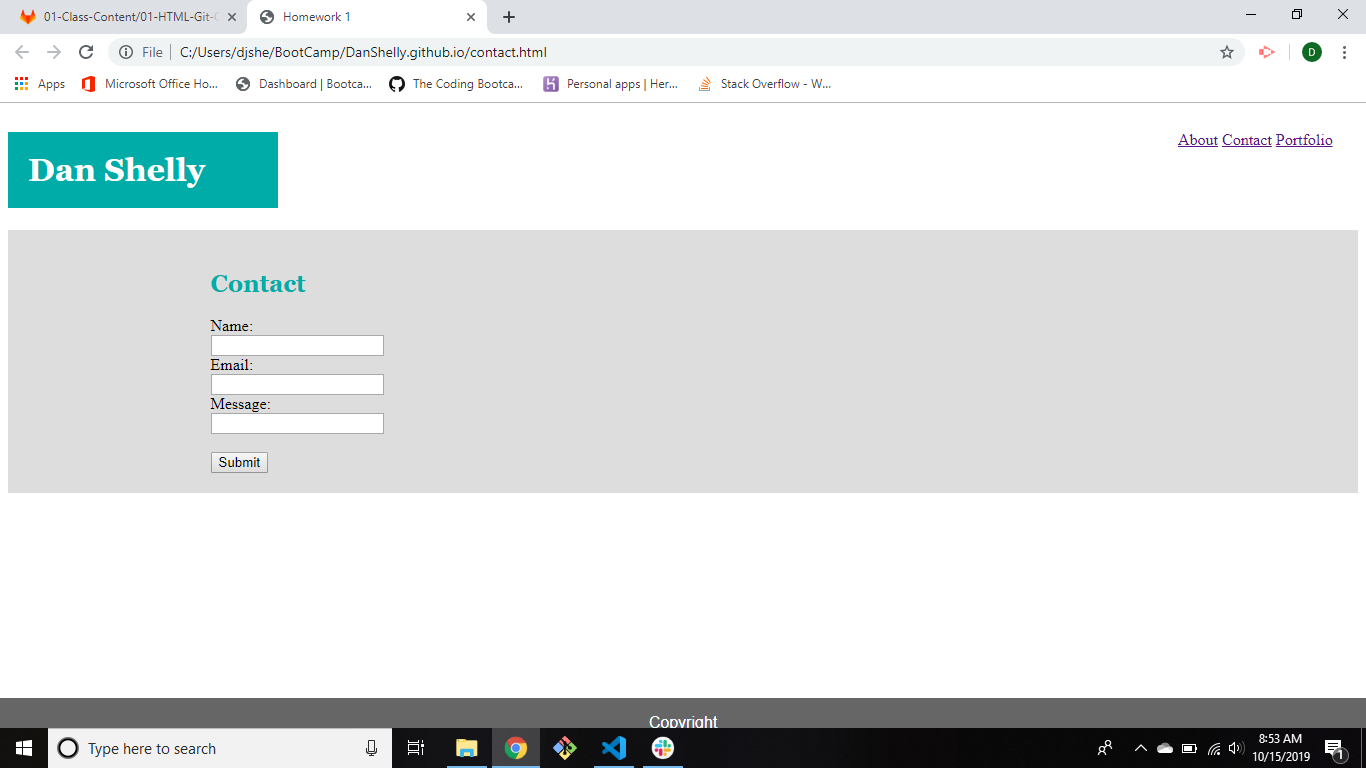 01-Class-Content/01-HTML-Git-
Homework 1
File
C:/Users/djshe/BootCamp/DanShelly.github.io/contact.html
D
Apps
Microsoft Office Ho...
Dashboard | Bootca...
The Coding Bootca...
Personal apps | Her...
Stack Overflow - W...
Dan Shelly
About Contact Portfolio
Contact
Name:
Email:
Message:
Submit
Copyright
Type here to search
8:53 AM
10/15/2019
1